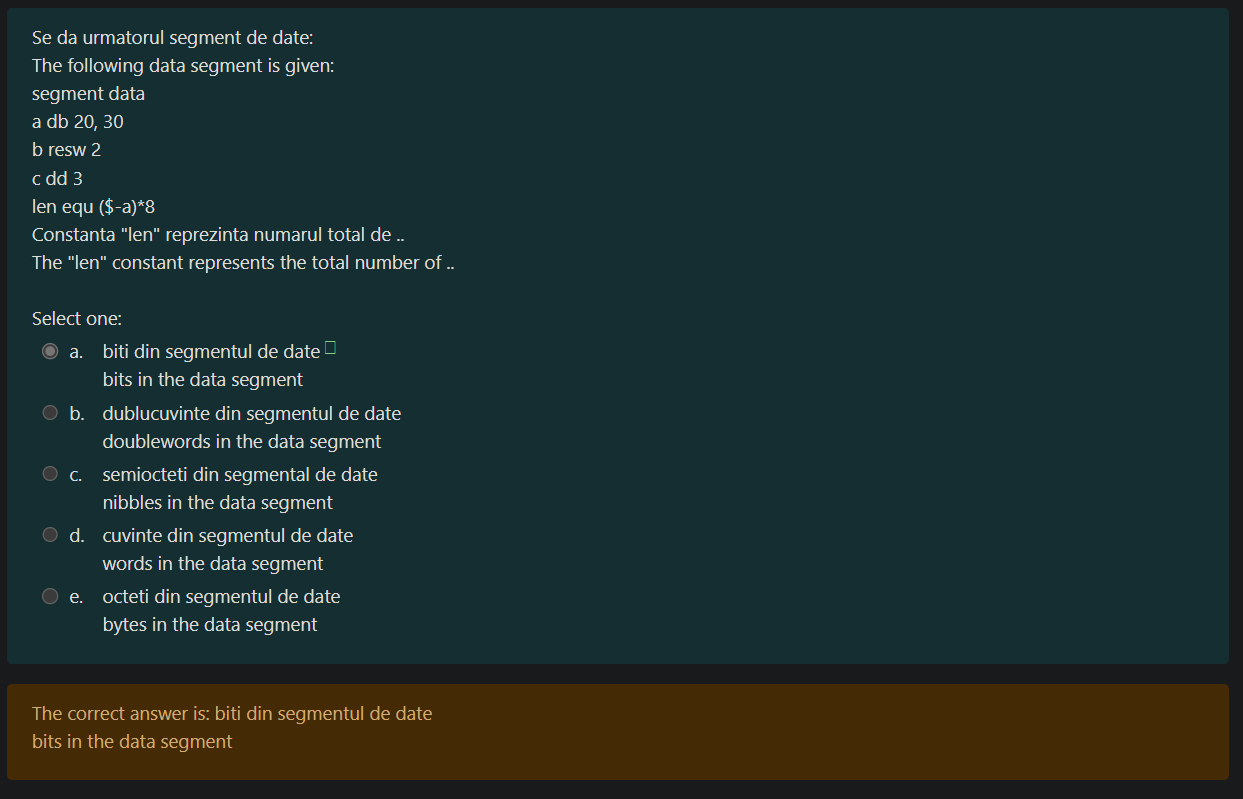 Se da urmatorul segment de date:
The following data segment is given:
segment data
a db 20, 30
b resw 2
c dd 3
len equ ($-a)*8
Constanta "len" reprezinta numarul total de ..
The "len" constant represents the total number of ..
Select one:
a. biti din segmentul de date
bits in the data segment
b. dublucuvinte din segmentul de date
doublewords in the data segment
c. semiocteti din segmental de date
nibbles in the data segment
d. cuvinte din segmentul de date
words in the data segment
e. octeti din segmentul de date
bytes in the data segment
The correct answer is: biti din segmentul de date
bits in the data segment